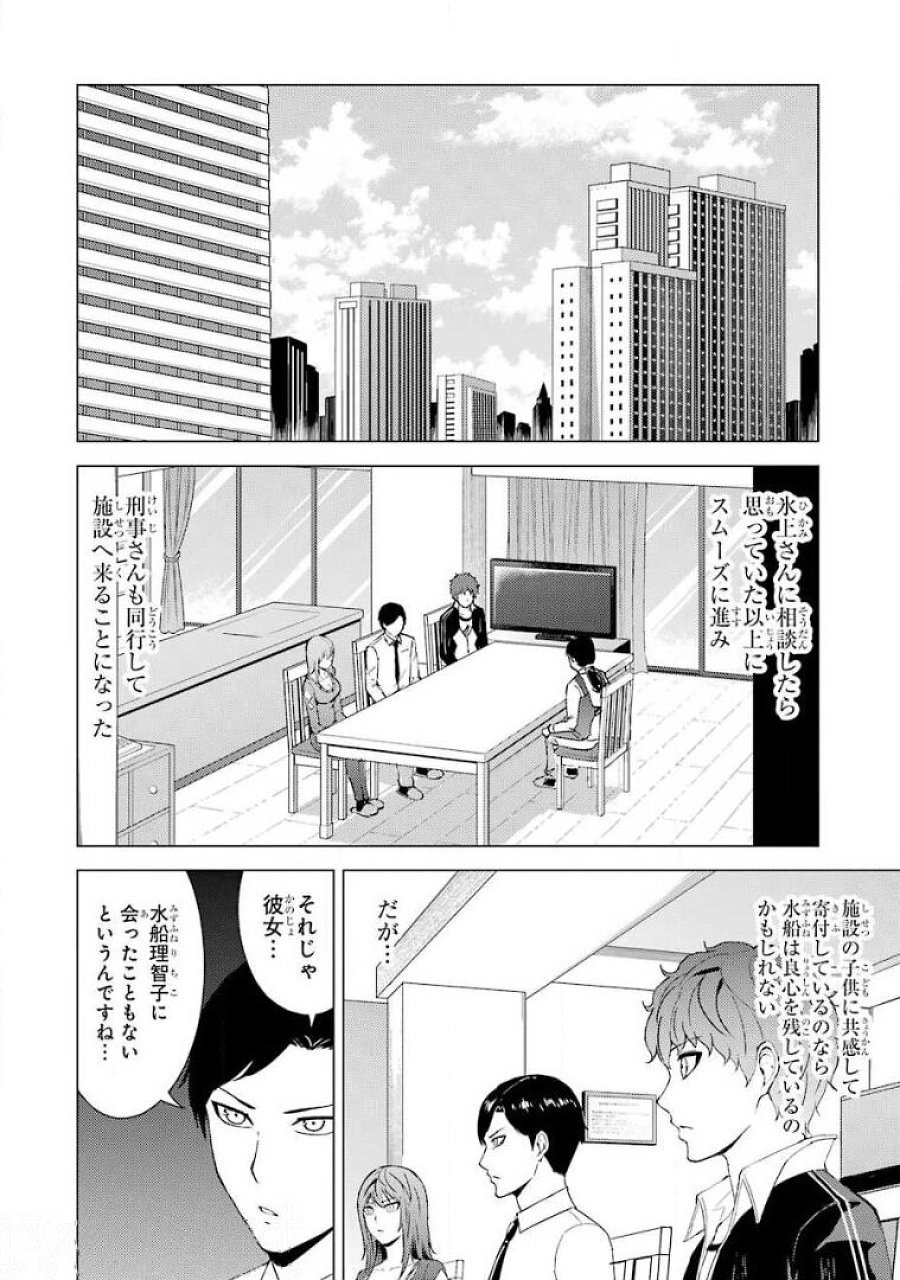 氷上さんに相談したら
思っていた以上に
スムーズに進み
刑事さんも同行して
施設へ来ることになった
施設の子供に共感して
寄付しているのなら
水船は良心を残しているの
かもしれない
だが…
それじゃ
彼女…
水船理智子に
会ったこともない
というんですね…